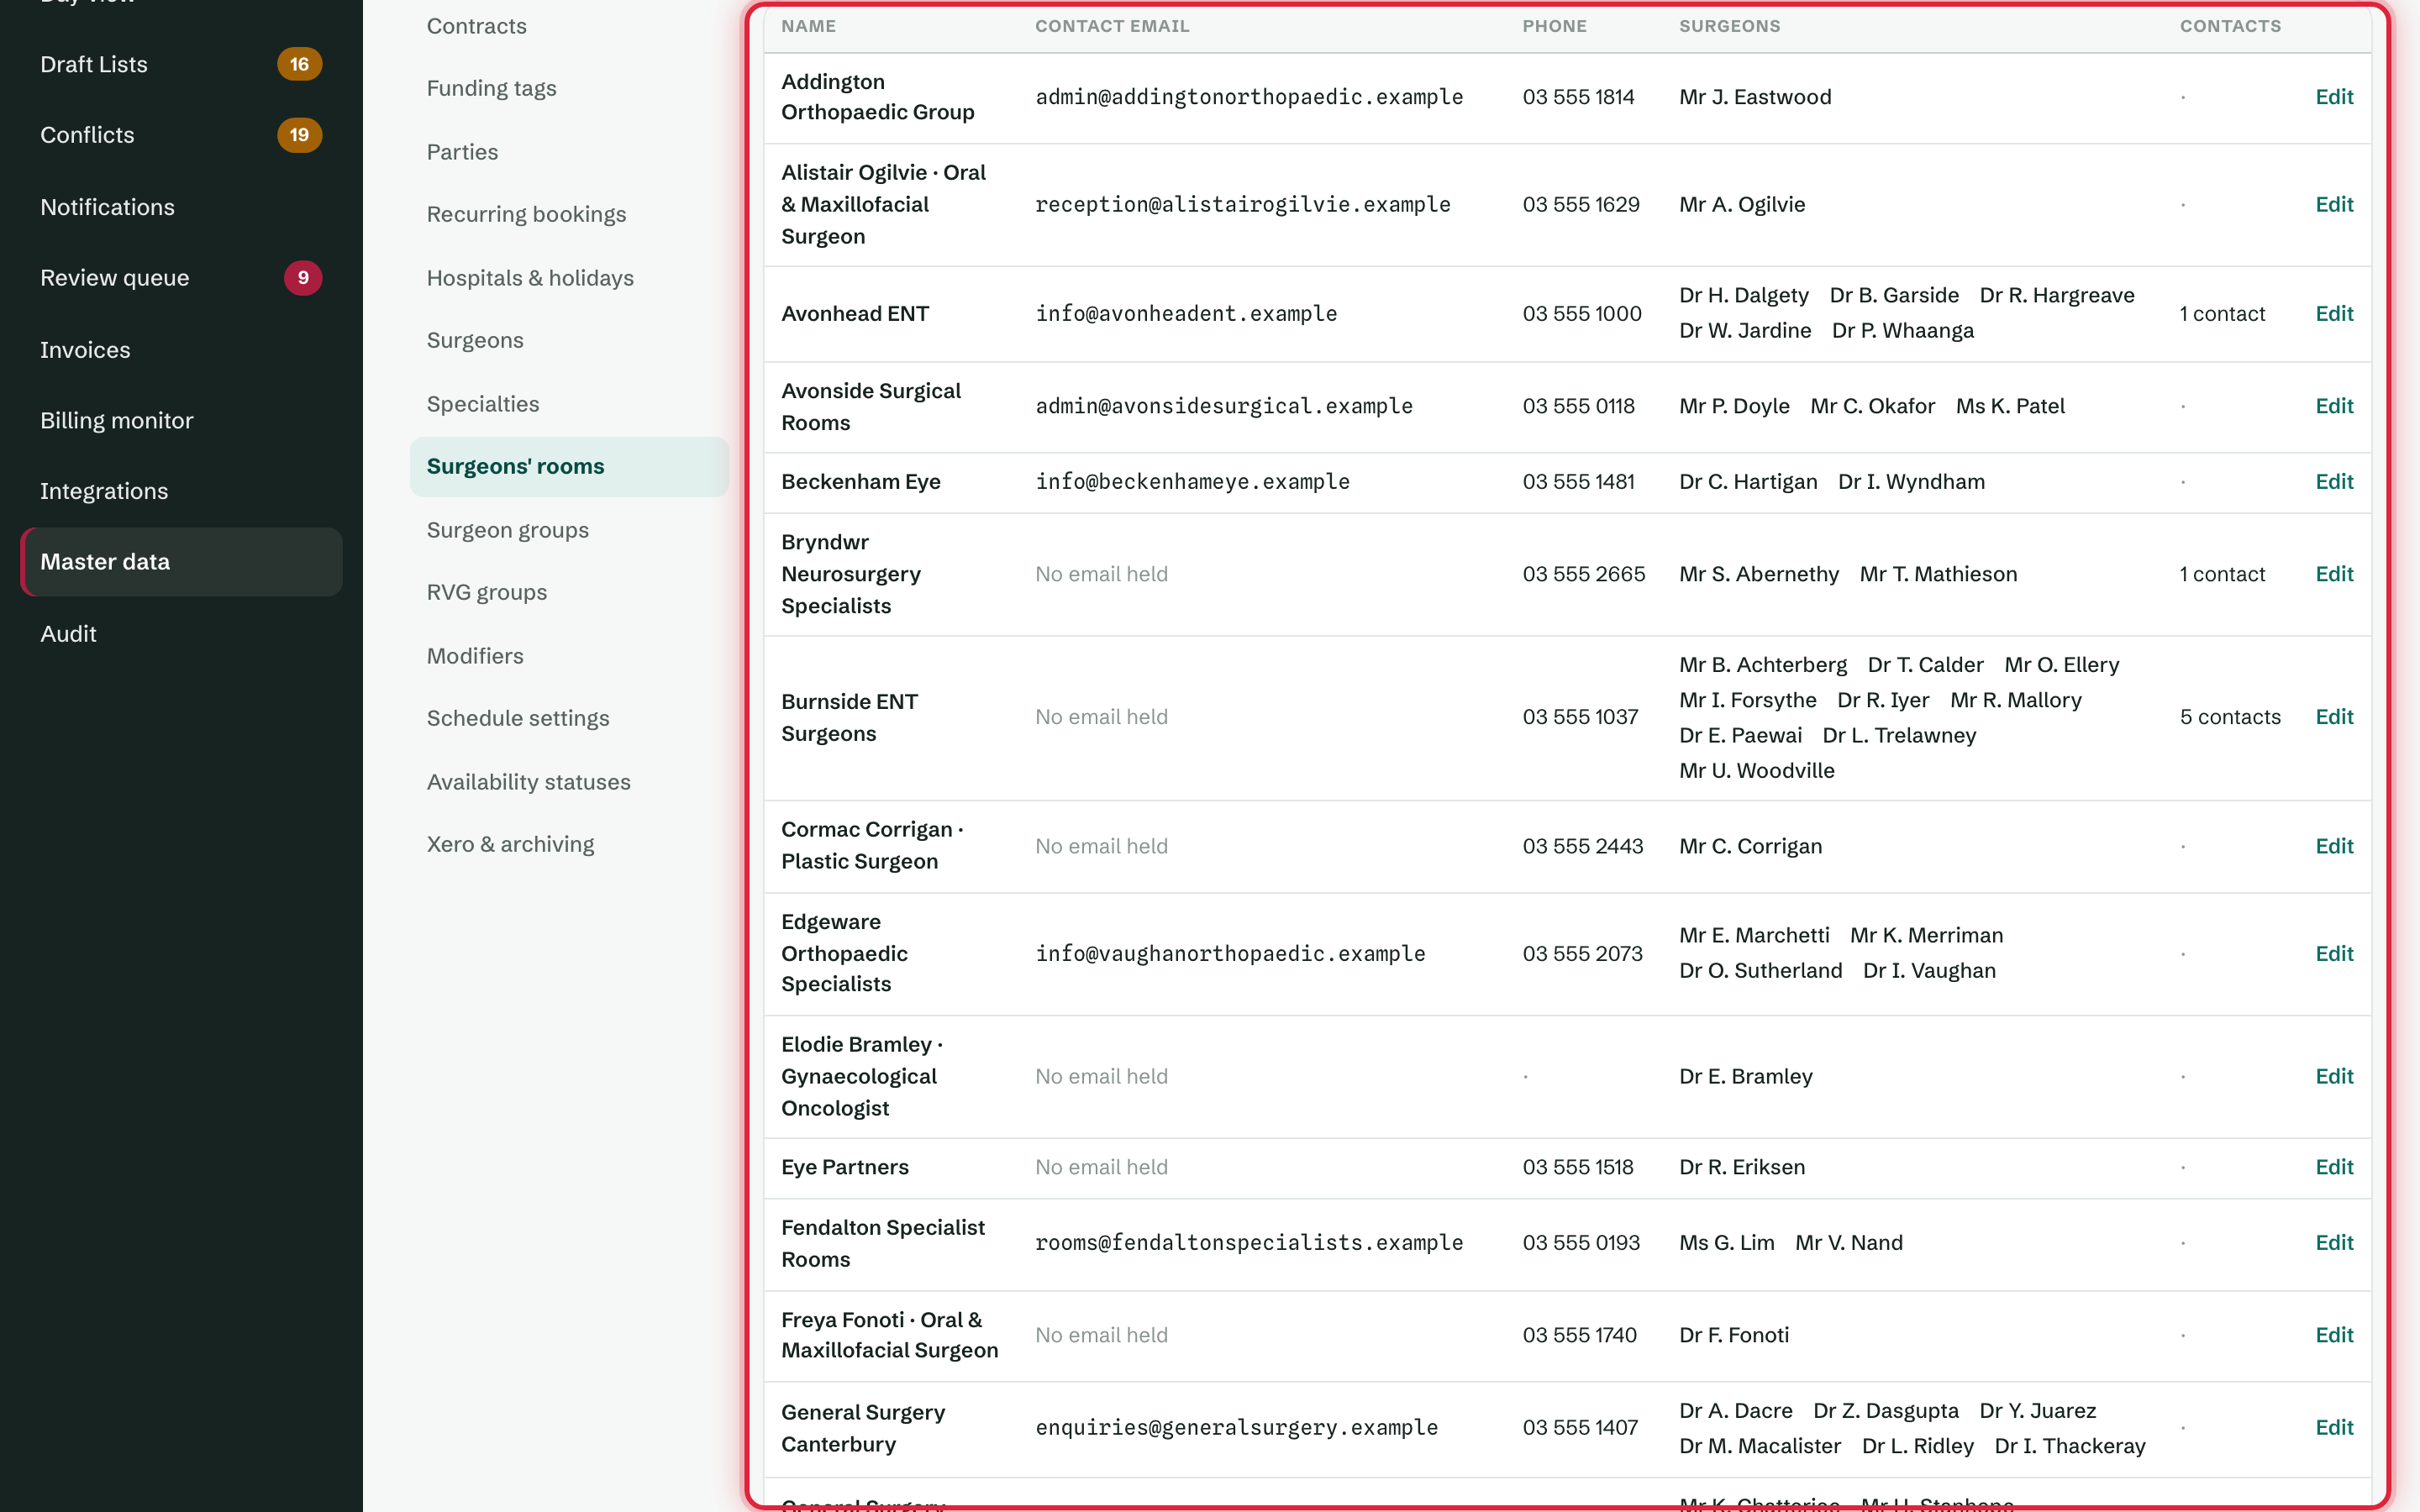 Day view
Draft Lists 16
Conflicts 19
Notifications
Review queue 9
Invoices
Billing monitor
Integrations
Master data
Audit
Contracts
Funding tags
Parties
Recurring bookings
Hospitals & holidays
Surgeons
Specialties
Surgeons' rooms
Surgeon groups
RVG groups
Modifiers
Schedule settings
Availability statuses
Xero & archiving
NAME CONTACT EMAIL PHONE SURGEONS CONTACTS
Addington
Orthopaedic Group
admin@addingtonorthopaedic.example 03 555 1814 Mr J. Eastwood · Edit
Alistair Ogilvie · Oral
& Maxillofacial
Surgeon
reception@alistairogilvie.example 03 555 1629 Mr A. Ogilvie · Edit
Avonhead ENT info@avonheadent.example 03 555 1000
Dr H. Dalgety Dr B. Garside Dr R. Hargreave
Dr W. Jardine Dr P. Whaanga
1 contact Edit
Avonside Surgical
Rooms
admin@avonsidesurgical.example 03 555 0118 Mr P. Doyle Mr C. Okafor Ms K. Patel · Edit
Beckenham Eye info@beckenhameye.example 03 555 1481 Dr C. Hartigan Dr I. Wyndham · Edit
Bryndwr
Neurosurgery
Specialists
No email held 03 555 2665 Mr S. Abernethy Mr T. Mathieson 1 contact Edit
Burnside ENT
Surgeons
No email held 03 555 1037
Mr B. Achterberg Dr T. Calder Mr O. Ellery
Mr I. Forsythe Dr R. Iyer Mr R. Mallory
Dr E. Paewai Dr L. Trelawney
Mr U. Woodville
5 contacts Edit
Cormac Corrigan ·
Plastic Surgeon
No email held 03 555 2443 Mr C. Corrigan · Edit
Edgeware
Orthopaedic
Specialists
info@vaughanorthopaedic.example 03 555 2073
Mr E. Marchetti Mr K. Merriman
Dr O. Sutherland Dr I. Vaughan
· Edit
Elodie Bramley ·
Gynaecological
Oncologist
No email held · Dr E. Bramley · Edit
Eye Partners No email held 03 555 1518 Dr R. Eriksen · Edit
Fendalton Specialist
Rooms
rooms@fendaltonspecialists.example 03 555 0193 Ms G. Lim Mr V. Nand · Edit
Freya Fonoti · Oral &
Maxillofacial Surgeon
No email held 03 555 1740 Dr F. Fonoti · Edit
General Surgery
Canterbury
enquiries@generalsurgery.example 03 555 1407
Dr A. Dacre Dr Z. Dasgupta Dr Y. Juarez
Dr M. Macalister Dr L. Ridley Dr I. Thackeray
· Edit
General Surgery
Mr K. Chatterjee